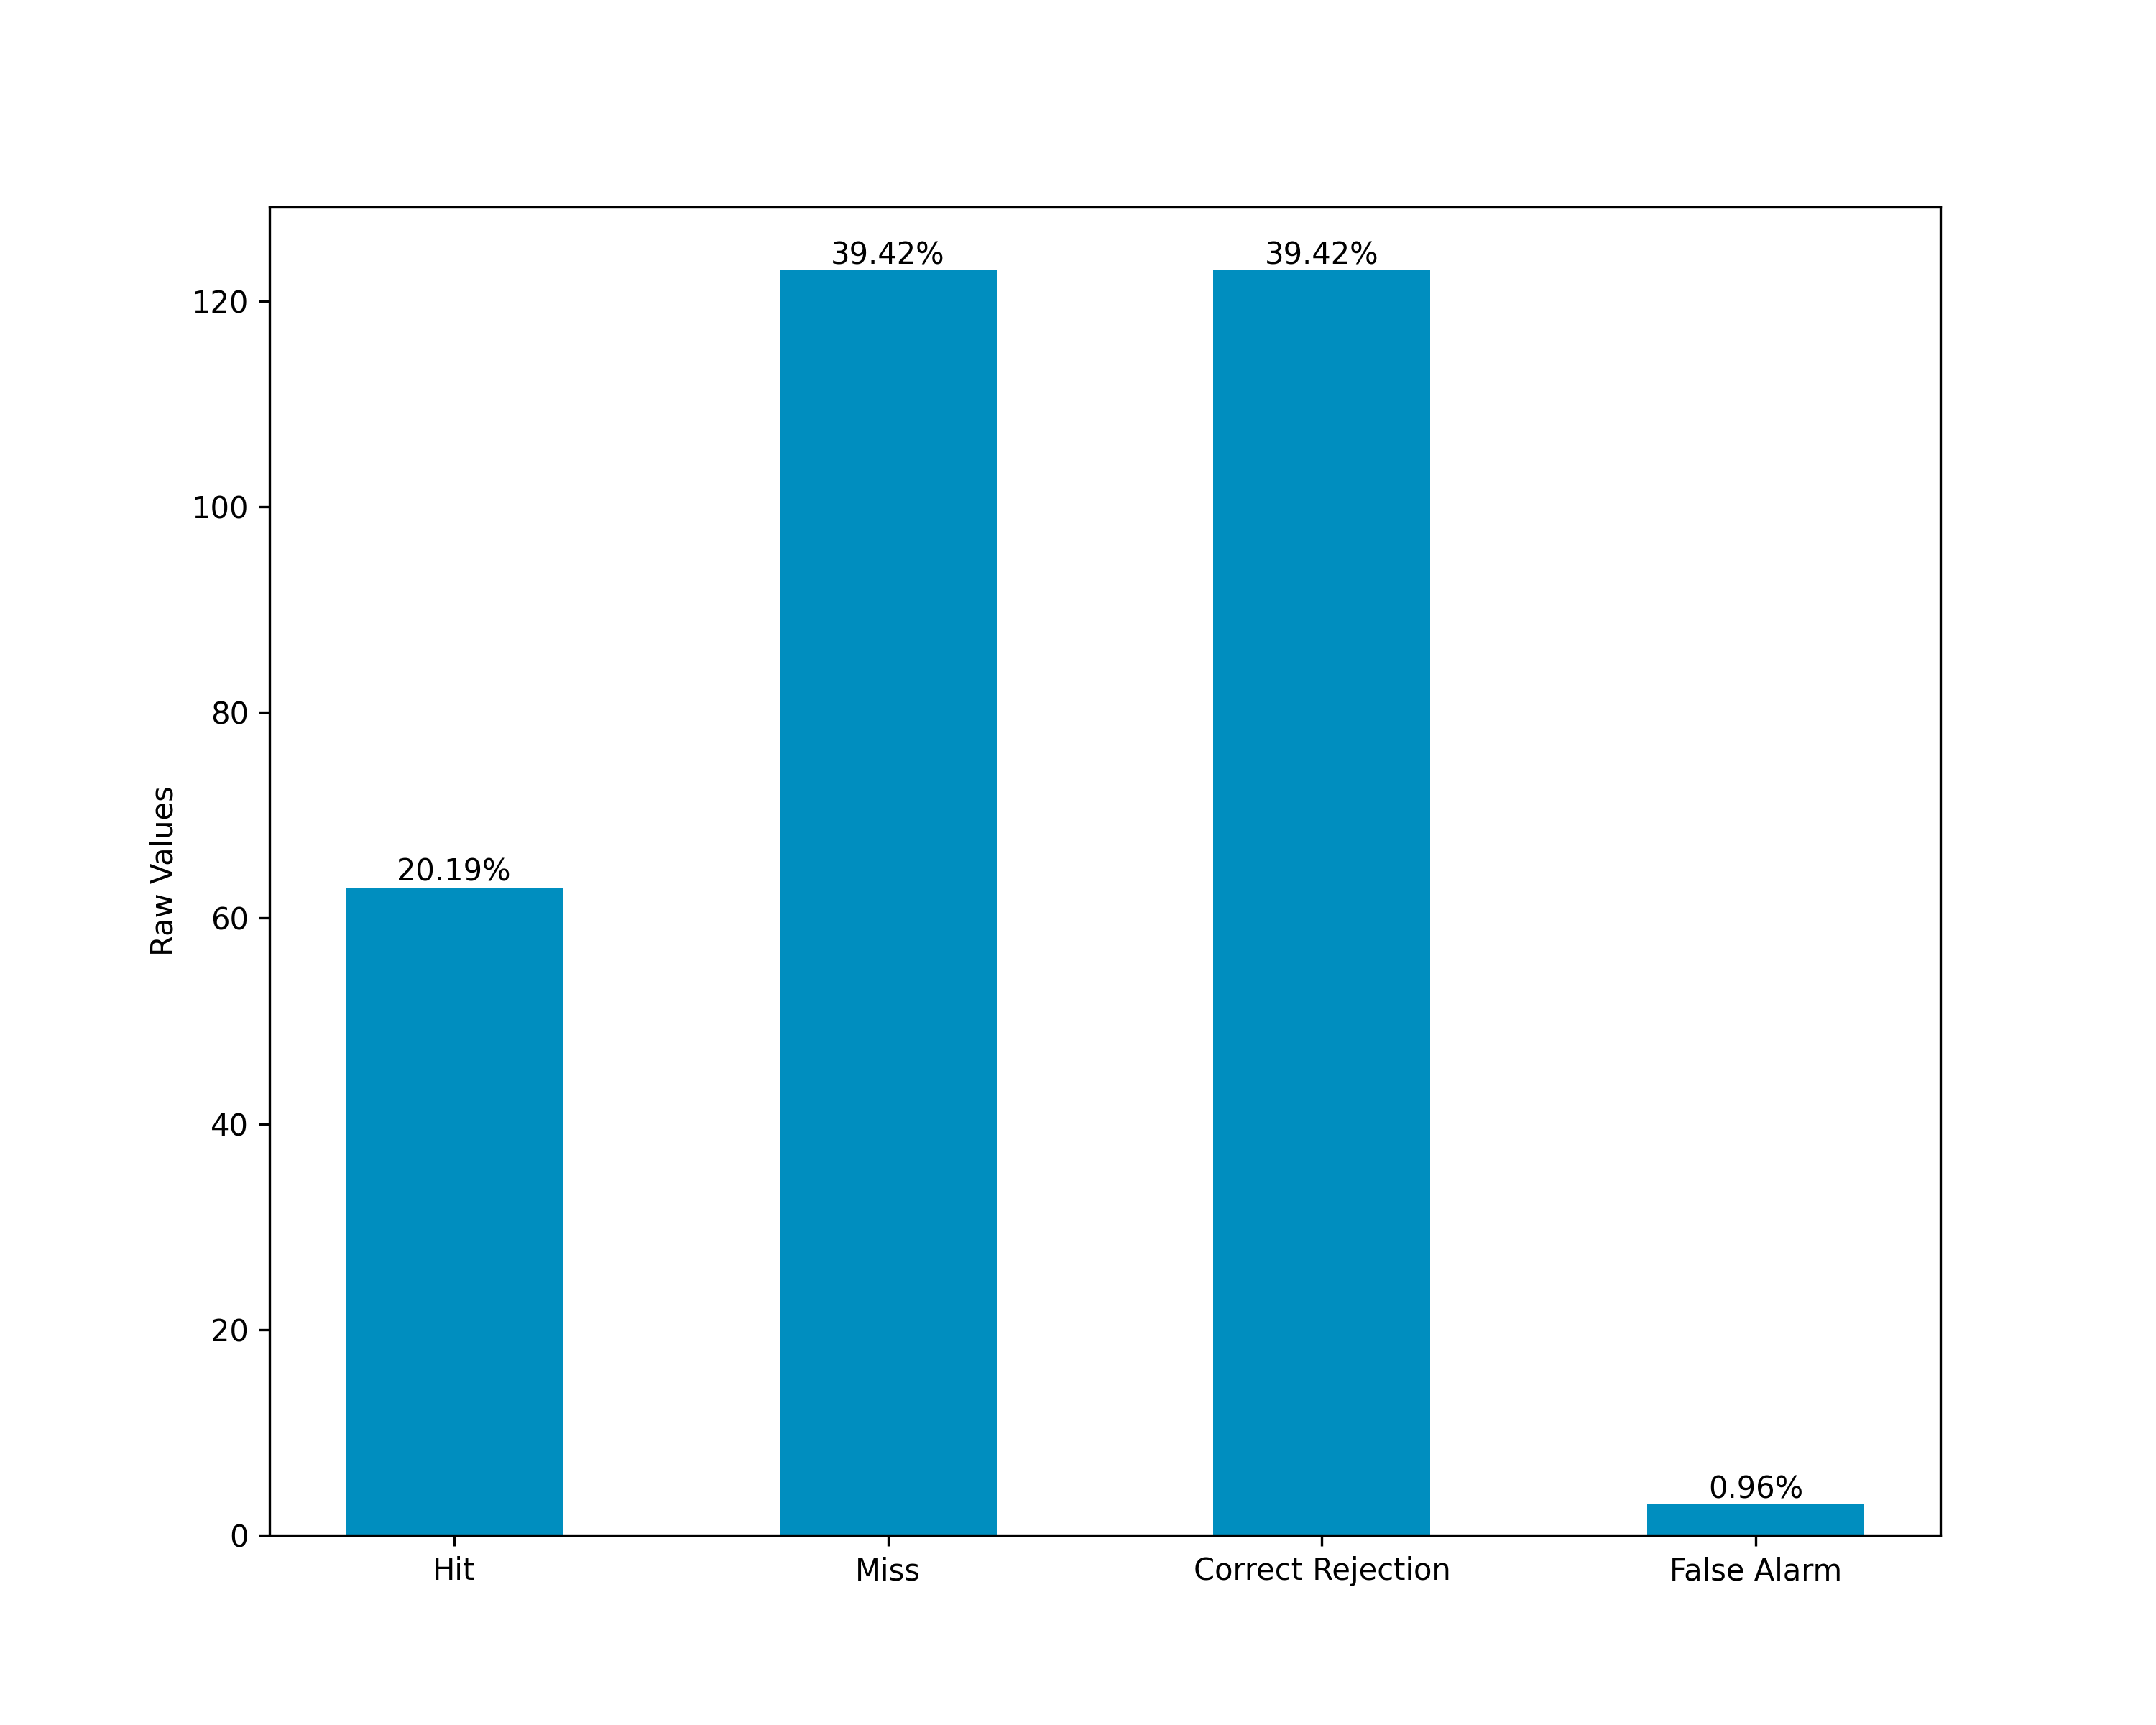 39.42%
39.42%
120
100
80
20.19%
60
Raw Values
40
20
0.96%
0
Hit
Miss
Correct Rejection
False Alarm